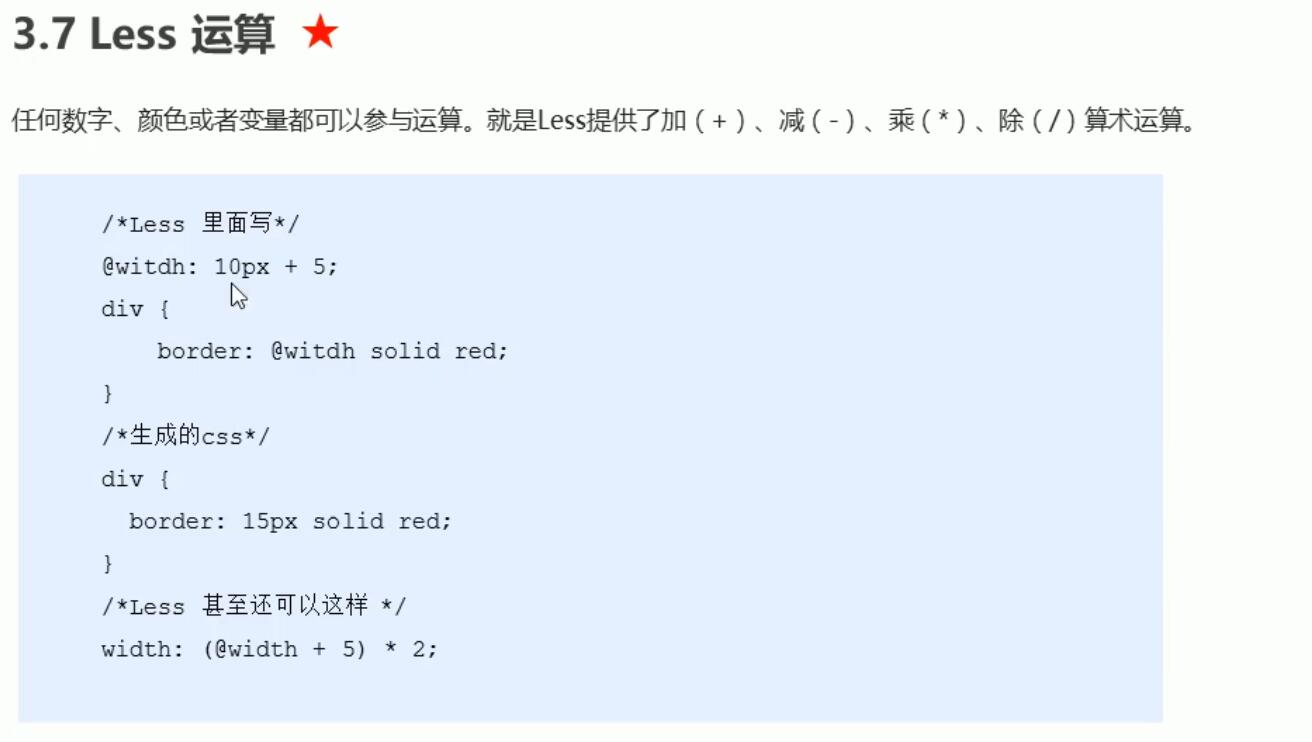 3.7 Less 运算 ★
任何数字、颜色或者变量都可以参与运算。就是Less提供了加（+）、减（-）、乘（*）、除（/）算术运算。
/*Less 里面写*/
@witdh: 10px + 5;
div {
    border: @witdh solid red;
}
/*生成的css*/
div {
  border: 15px solid red;
}
/*Less 甚至还可以这样 */
width: (@width + 5) * 2;